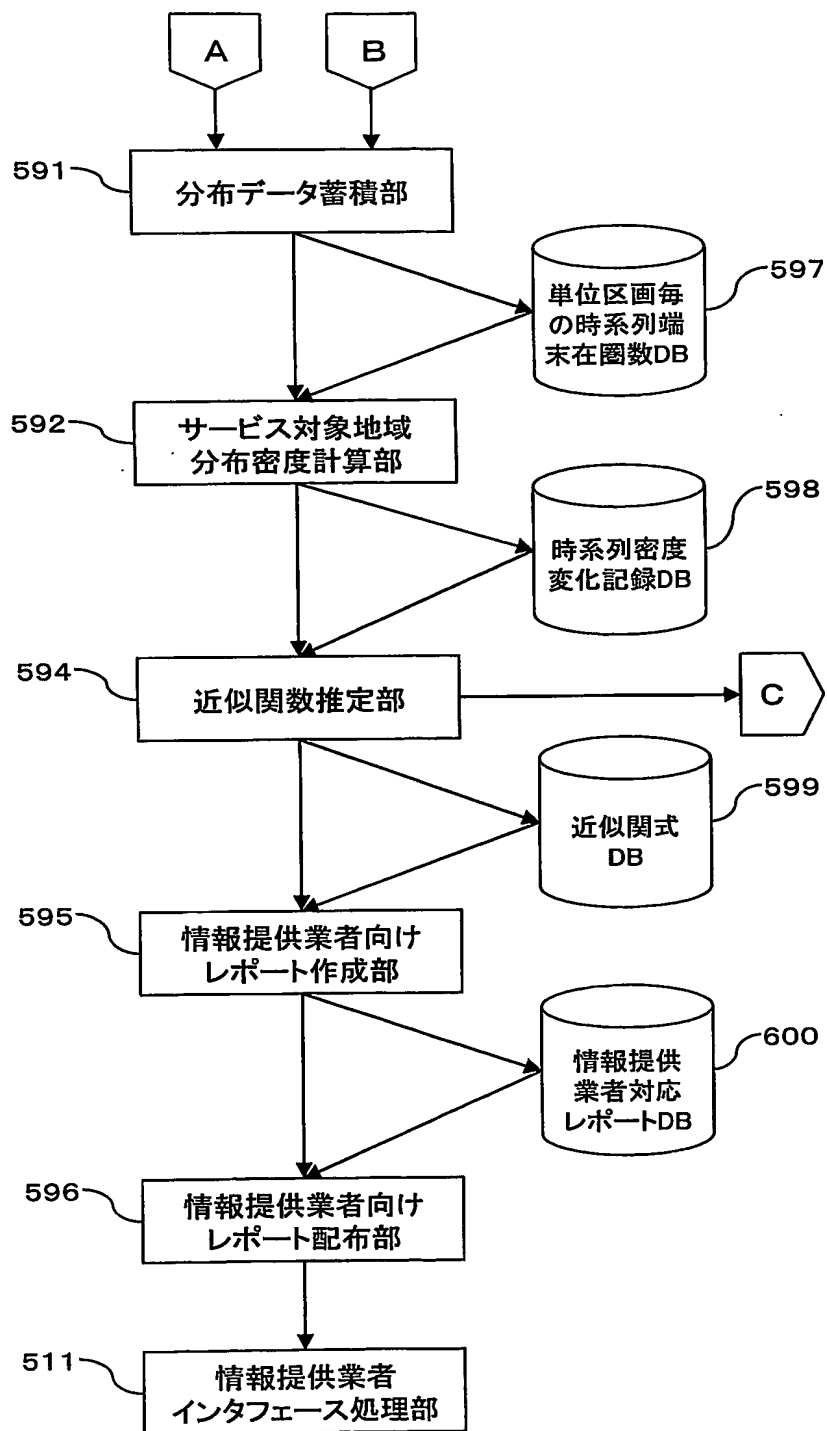 A
B
591
分布データ蓄積部
597
単位区画毎
の時系列端
末在圏数DB
592
サービス対象地域
分布密度計算部
598
時系列密度
変化記録DB
594
近似関数推定部
C
599
近似関式
DB
595
情報提供業者向け
レポート作成部
600
情報提供
業者対応
レポートDB
596
情報提供業者向け
レポート配布部
511
情報提供業者
インタフェース処理部